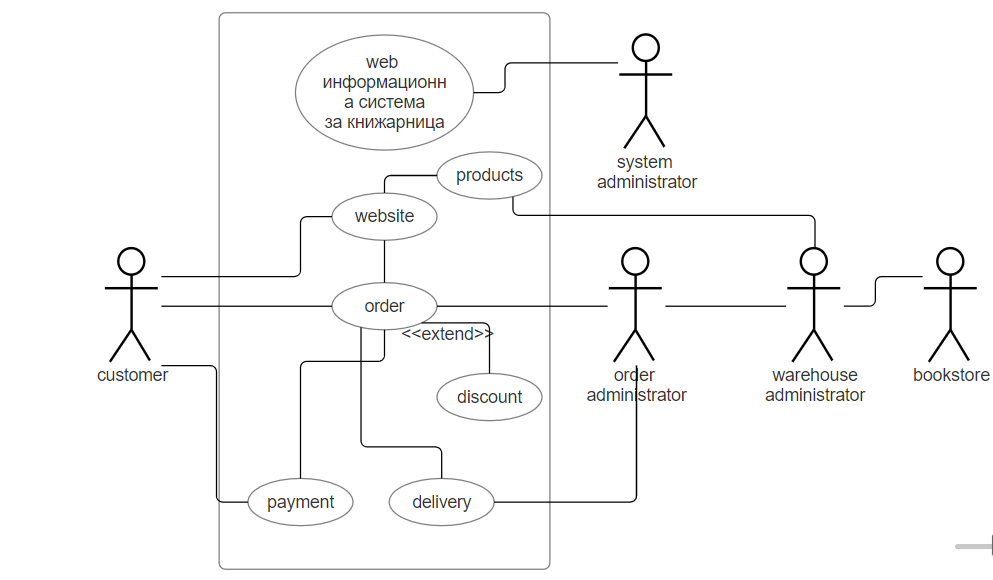 web
информационн
а система
за книжарница
system
administrator
products
website
order
<<extend>>
customer
order
administrator
warehouse
administrator
bookstore
discount
payment
delivery